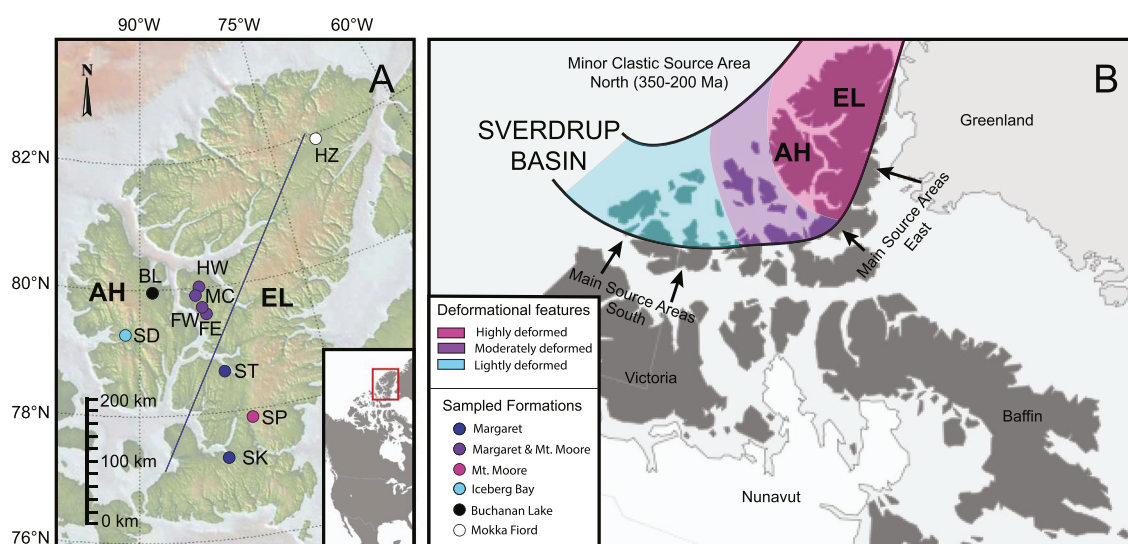 90°W 75°W 60°W
A
N
82°N
HZ
80°N
BL
HW
AH
MC
EL
FW
FE
SD
ST
200 km
78°N
SP
100 km
SK
0 km
76°N
B
Minor Clastic Source Area
North (350-200 Ma)
EL
Greenland
SVERDRUP
BASIN
AH
Main Source Areas
East
Main Source Areas
South
Victoria
Baffin
Nunavut
Deformational features
Highly deformed
Moderately deformed
Lightly deformed
Sampled Formations
Margaret
Margaret & Mt. Moore
Mt. Moore
Iceberg Bay
Buchanan Lake
Mokka Fiord